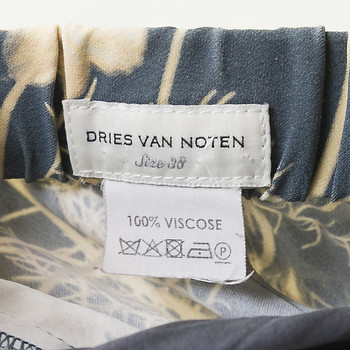 DRIES VAN NOTEN
Size 38
100% VISCOSE
P